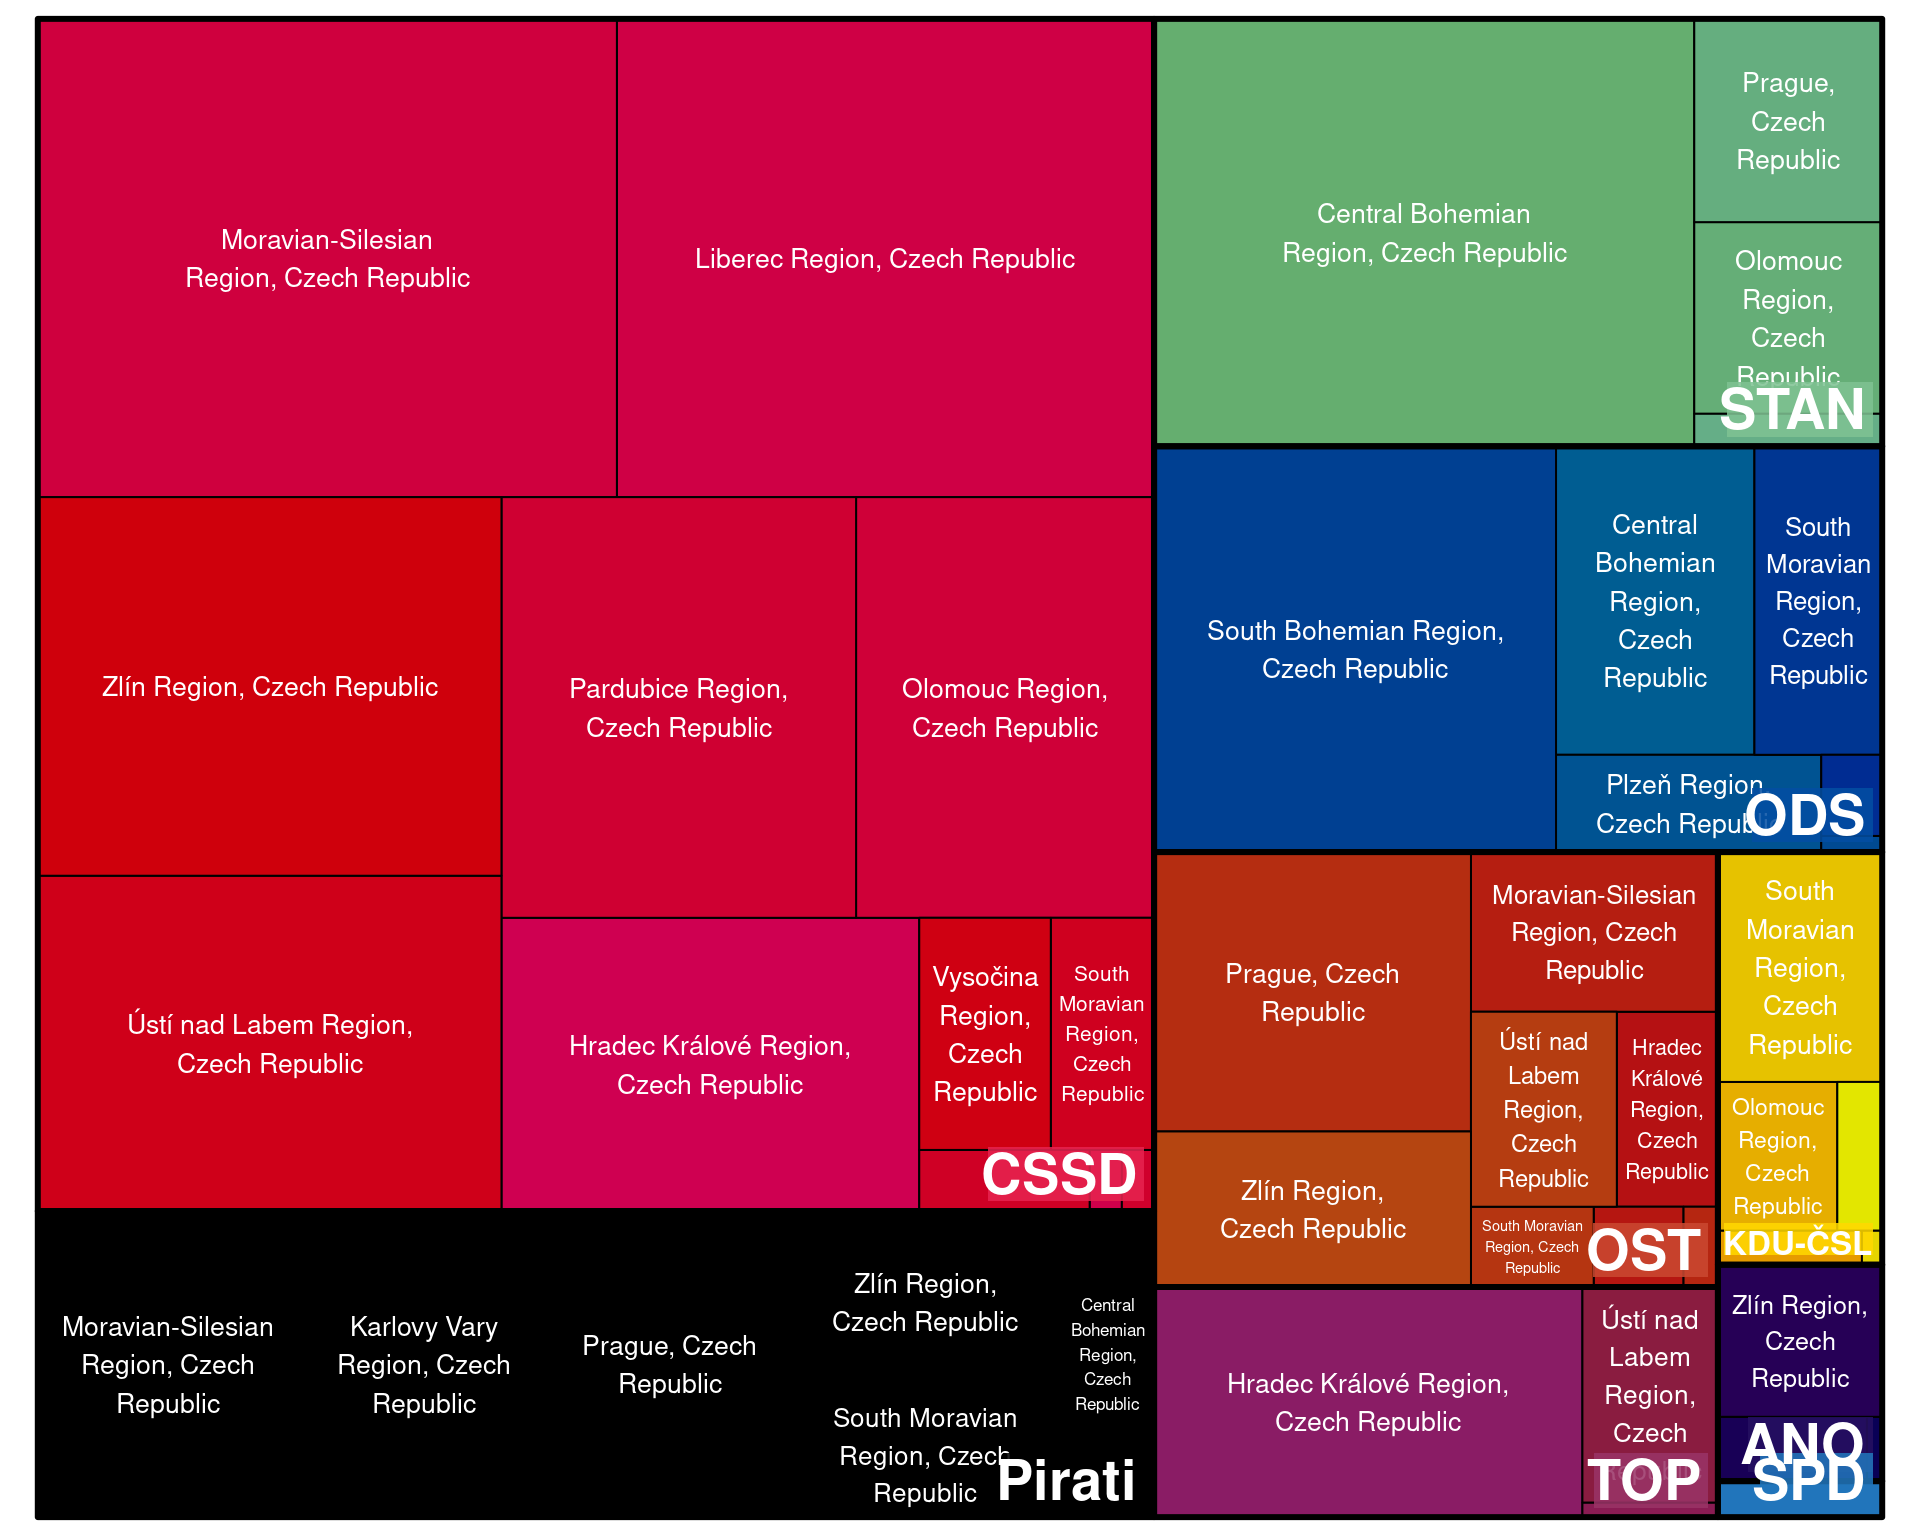 Moravian-Silesian
Region, Czech Republic
Liberec Region, Czech Republic
Zlín Region, Czech Republic
Pardubice Region,
Czech Republic
Olomouc Region,
Czech Republic
Ústí nad Labem Region,
Czech Republic
Hradec Králové Region,
Czech Republic
Vysočina
Region,
Czech
Republic
South
Moravian
Region,
Czech
Republic
CSSD
Moravian-Silesian
Region, Czech
Republic
Karlovy Vary
Region, Czech
Republic
Prague, Czech
Republic
Zlín Region,
Czech Republic
South Moravian
Region, Czech
Republic
Central
Bohemian
Region,
Czech
Republic
Pirati
Central Bohemian
Region, Czech Republic
Prague,
Czech
Republic
Olomouc
Region,
Czech
Republic
STAN
South Bohemian Region,
Czech Republic
Central
Bohemian
Region,
Czech
Republic
South
Moravian
Region,
Czech
Republic
Plzeň Region
Czech Republic
ODS
Prague, Czech
Republic
Moravian-Silesian
Region, Czech
Republic
Zlín Region,
Czech Republic
Ústí nad
Labem
Region,
Czech
Republic
Hradec
Králové
Region,
Czech
Republic
South Moravian
Region, Czech
Republic
OST
South
Moravian
Region,
Czech
Republic
Olomouc
Region,
Czech
Republic
KDU-ČSL
Hradec Králové Region,
Czech Republic
Ústí nad
Labem
Region,
Czech
Republic
TOP
Zlín Region,
Czech
Republic
ANO
SPD